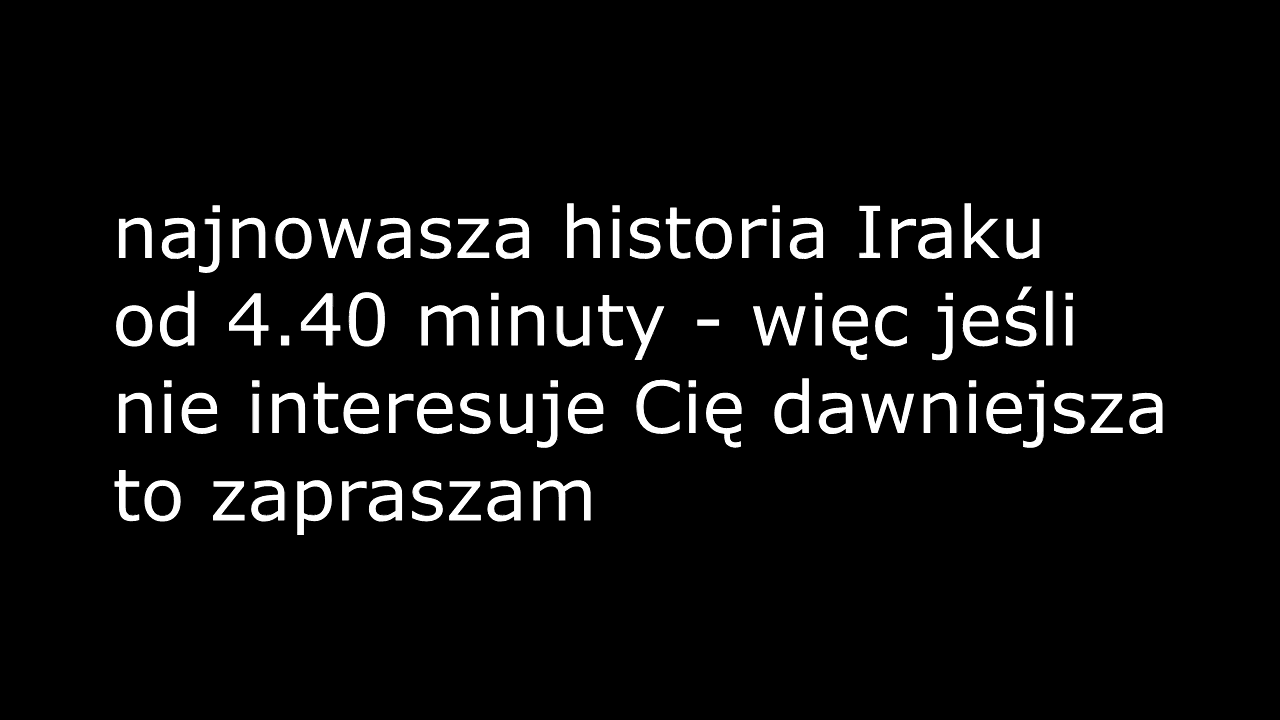 najnowasza historia Iraku
od 4.40 minuty - więc jeśli
nie interesuje Cię dawniejsza
to zapraszam